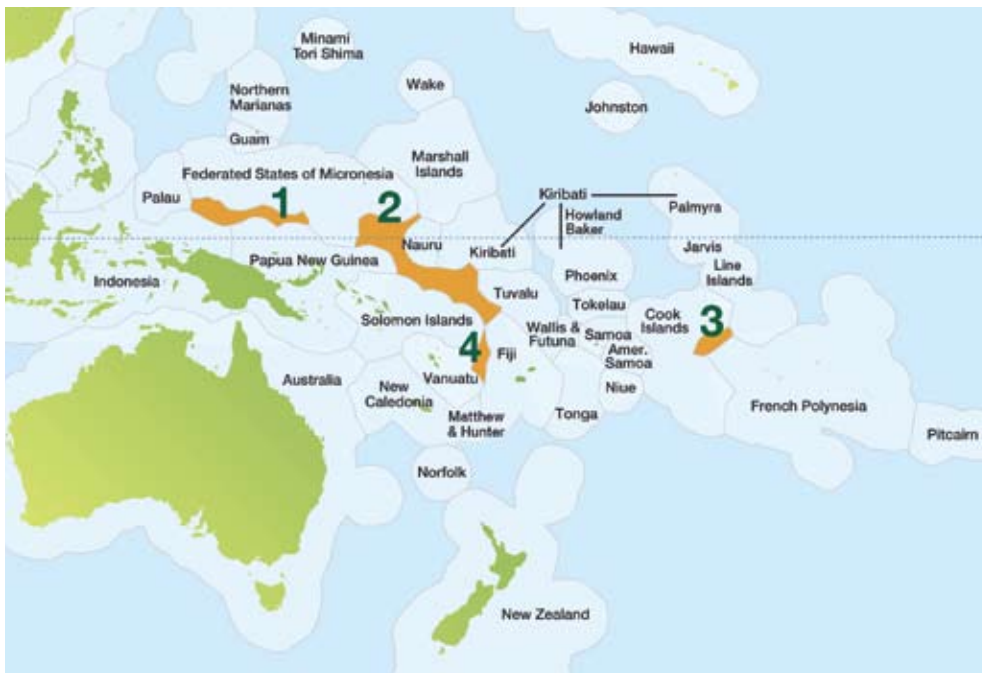 Minami
Tori Shima
Hawaii
Wake
Northern
Marianas
Johnston
Guam
Marshall
Islands
Federated States of Micronesia
Palau
1
2
Kiribati
Palmyra
Howland
Baker
Nauru
Kiribati
Jarvis
Papua New Guinea
Line
Islands
Indonesia
Phoenix
Tuvalu
Tokelau
Cook
Islands
3
Solomon Islands
Wallis &
Futuna
Samoa
4
Fiji
Amer.
Samoa
Vanuatu
Australia
New
Caledonia
Niue
French Polynesia
Matthew
& Hunter
Tonga
Pitcairn
Norfolk
New Zealand